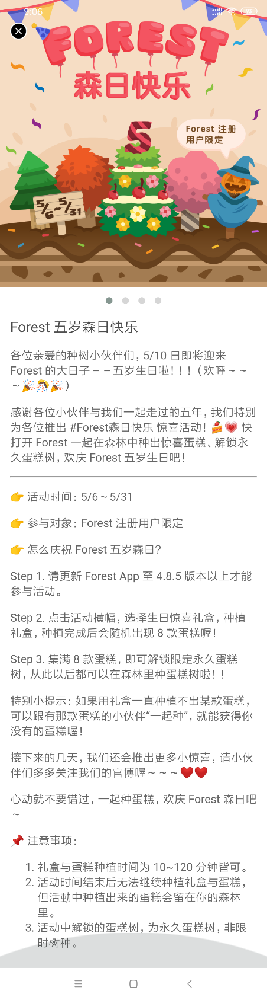 9:06
93
FOREST
森日快乐
Forest 注册
用户限定
5
5/6~5/31
Forest 五岁森日快乐
各位亲爱的种树小伙伴们, 5/10 日即将迎来
Forest 的大日子－－五岁生日啦！！！（欢呼～～
～🎉🎊🎉）
感谢各位小伙伴与我们一起走过的五年, 我们特别
为各位推出 #Forest森日快乐 惊喜活动！🍰💗 快
打开 Forest 一起在森林中种出惊喜蛋糕、解锁永
久蛋糕树, 欢庆 Forest 五岁生日吧！
👉 活动时间：5/6～5/31
👉 参与对象：Forest 注册用户限定
👉 怎么庆祝 Forest 五岁森日？
Step 1. 请更新 Forest App 至 4.8.5 版本以上才能
参与活动。
Step 2. 点击活动横幅, 选择生日惊喜礼盒, 种植
礼盒, 种植完成后会随机出现 8 款蛋糕喔！
Step 3. 集满 8 款蛋糕, 即可解锁限定永久蛋糕
树, 从此以后都可以在森林里种蛋糕树啦！！
特别小提示：如果用礼盒一直种植不出某款蛋糕,
可以跟有那款蛋糕的小伙伴“一起种”, 就能获得你
没有的蛋糕喔！
接下来的几天, 我们还会推出更多小惊喜, 请小伙
伴们多多关注我们的官博喔～～～❤️❤️
心动就不要错过, 一起种蛋糕, 欢庆 Forest 森日吧
～
📌 注意事项：
1. 礼盒与蛋糕种植时间为 10~120 分钟皆可。
2. 活动时间结束后无法继续种植礼盒与蛋糕,
但活動中种植出来的蛋糕会留在你的森林
里。
3. 活动中解锁的蛋糕树, 为永久蛋糕树, 非限
时树种。